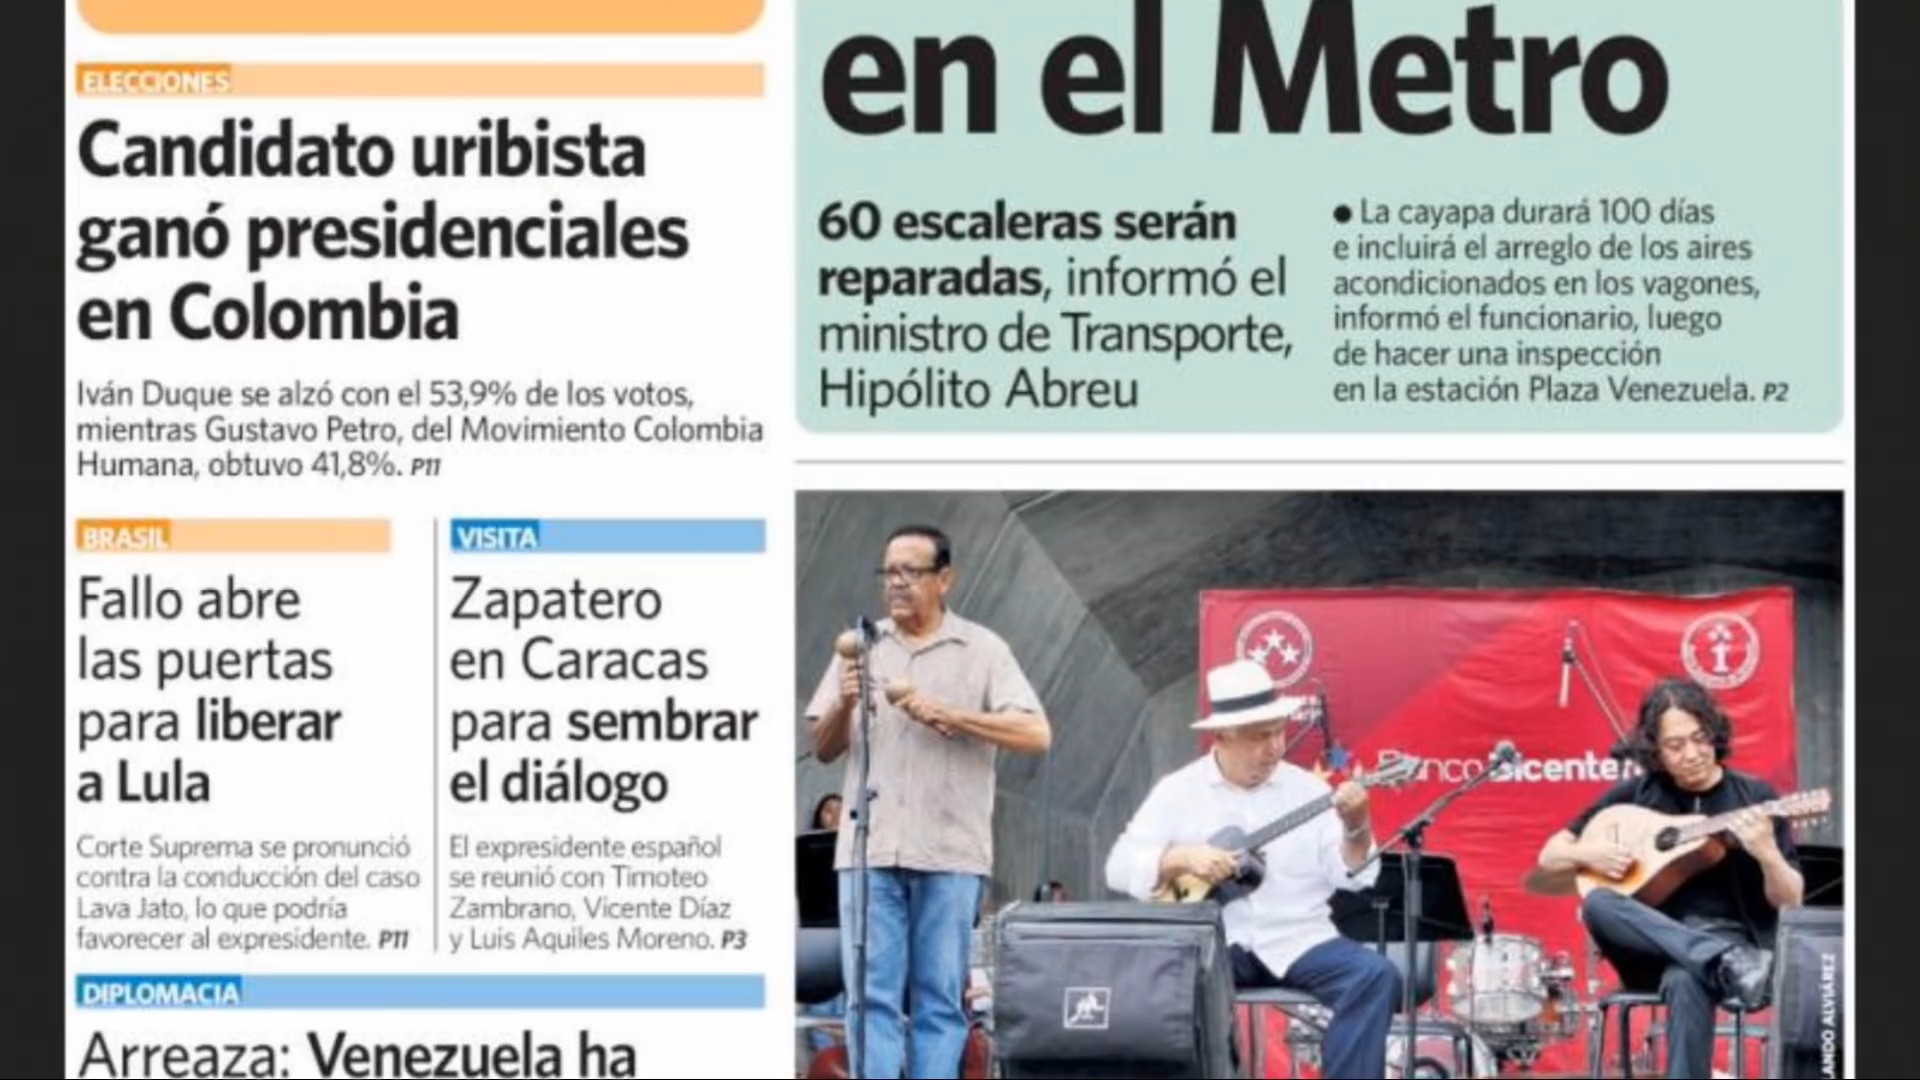 ELECCIONES
Candidato uribista
ganó presidenciales
en Colombia
Iván Duque se alzó con el 53,9% de los votos,
mientras Gustavo Petro, del Movimiento Colombia
Humana, obtuvo 41,8%. P11
BRASIL
Fallo abre
las puertas
para liberar
a Lula
Corte Suprema se pronunció
contra la conducción del caso
Lava Jato, lo que podría
favorecer al expresidente. P11
VISITA
Zapatero
en Caracas
para sembrar
el diálogo
El expresidente español
se reunió con Timoteo
Zambrano, Vicente Díaz
y Luis Aquiles Moreno. P3
DIPLOMACIA
Arreaza: Venezuela ha
en el Metro
60 escaleras serán
reparadas, informó el
ministro de Transporte,
Hipólito Abreu
● La cayapa durará 100 días
e incluirá el arreglo de los aires
acondicionados en los vagones,
informó el funcionario, luego
de hacer una inspección
en la estación Plaza Venezuela. P2
ALVIÁREZ